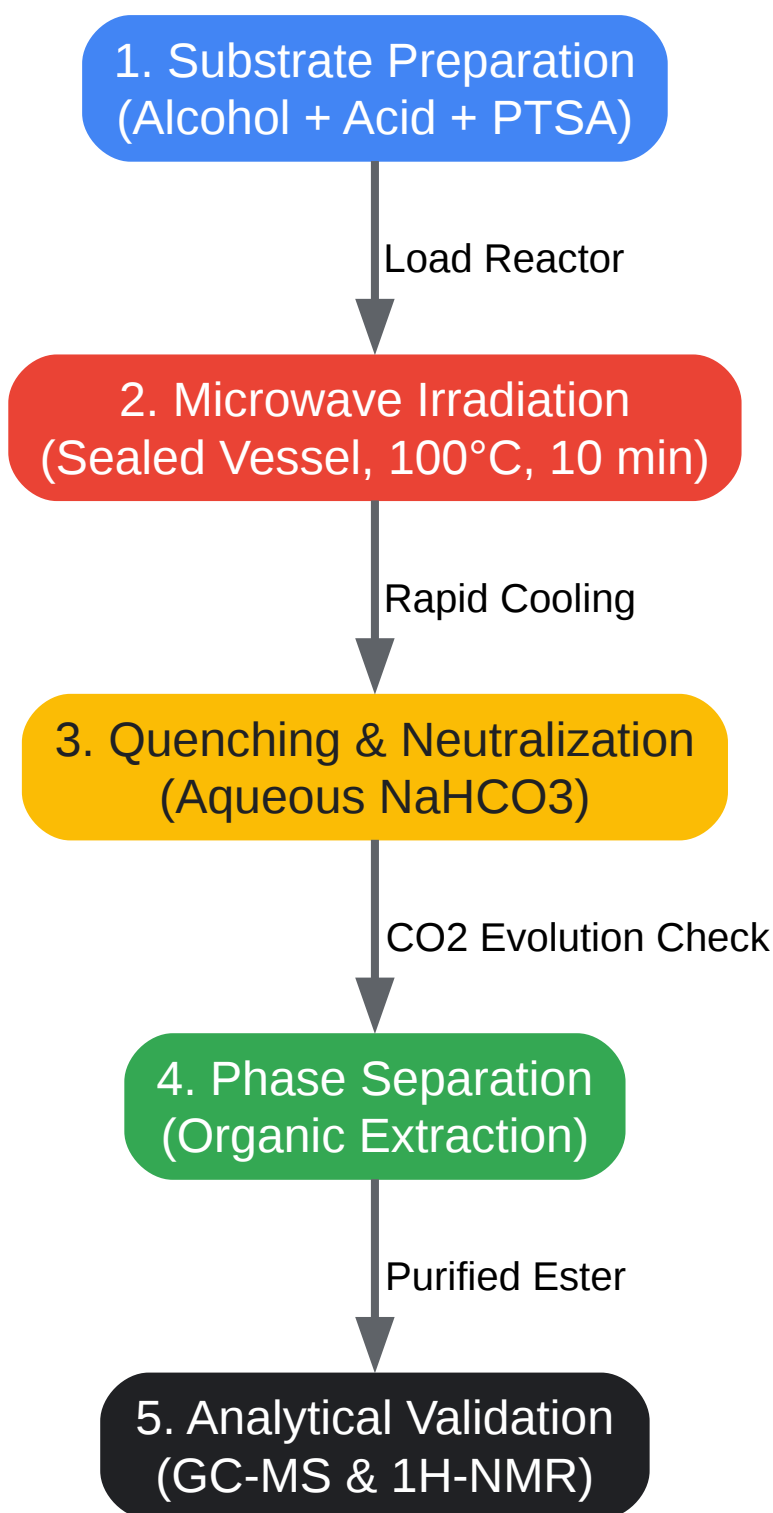 1. Substrate Preparation
(Alcohol + Acid + PTSA)
Load Reactor
2. Microwave Irradiation
(Sealed Vessel, 100°C, 10 min)
Rapid Cooling
3. Quenching & Neutralization
(Aqueous NaHCO3)
CO2 Evolution Check
4. Phase Separation
(Organic Extraction)
Purified Ester
5. Analytical Validation
(GC-MS & 1H-NMR)